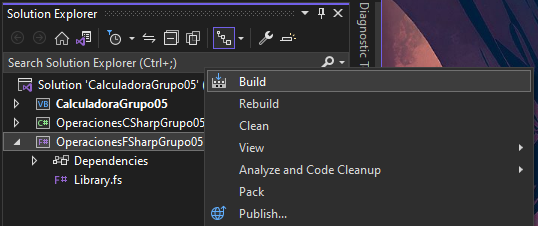 Solution Explorer
Search Solution Explorer (Ctrl+;)
Solution 'CalculadoraGrupo05' (
VB CalculadoraGrupo05
C# OperacionesCSharpGrupo05
F# OperacionesFSharpGrupo05
Dependencies
F# Library.fs
Build
Rebuild
Clean
View
Analyze and Code Cleanup
Pack
Publish...
Diagnostic T